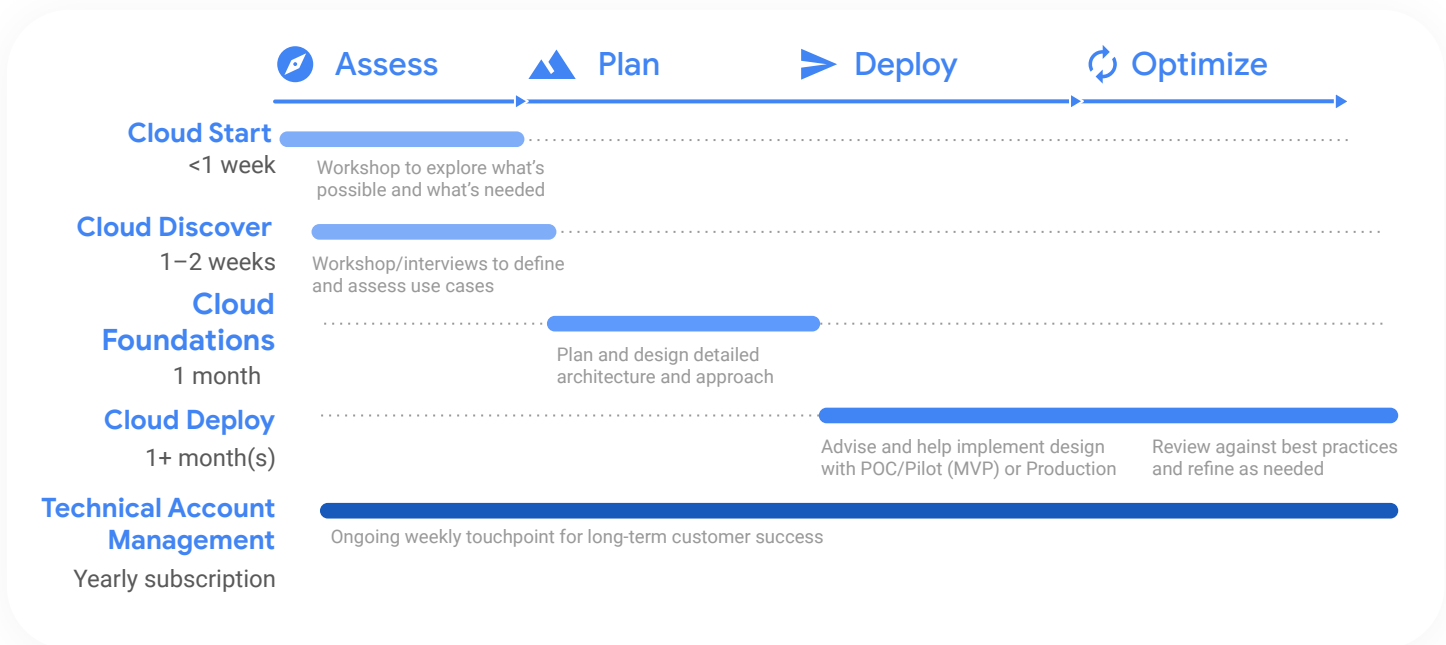 Assess
Plan
Deploy
Optimize
Cloud Start
<1 week
Workshop to explore what's
possible and what's needed
Cloud Discover
1–2 weeks
Workshop/interviews to define
and assess use cases
Cloud
Foundations
1 month
Plan and design detailed
architecture and approach
Cloud Deploy
1+ month(s)
Advise and help implement design
with POC/Pilot (MVP) or Production
Review against best practices
and refine as needed
Technical Account
Management
Yearly subscription
Ongoing weekly touchpoint for long-term customer success